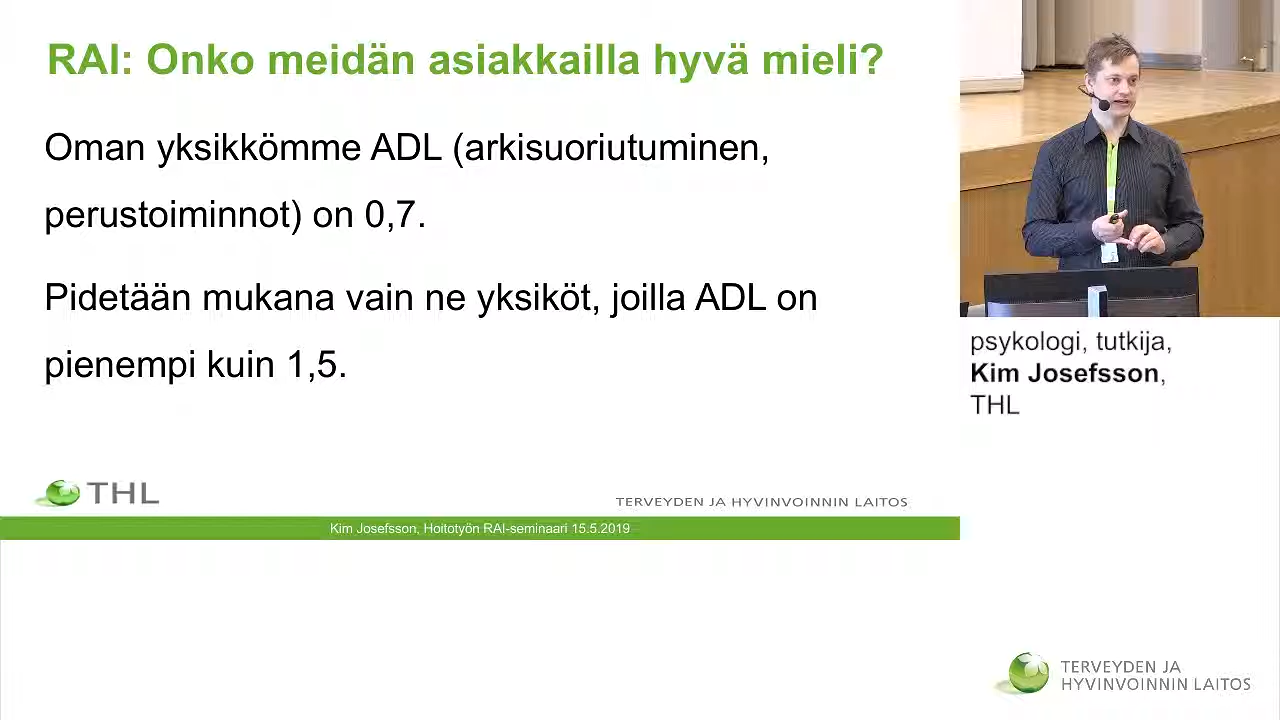 RAI: Onko meidän asiakkailla hyvä mieli?
Oman yksikkömme ADL (arkisuoriutuminen,
perustoiminnot) on 0,7.
Pidetään mukana vain ne yksiköt, joilla ADL on
pienempi kuin 1,5.
THL
TERVEYDEN JA HYVINVOINNIN LAITOS
Kim Josefsson, Hoitotyön RAI-seminaari 15.5.2019
psykologi, tutkija,
Kim Josefsson,
THL
TERVEYDEN JA
HYVINVOINNIN LAITOS